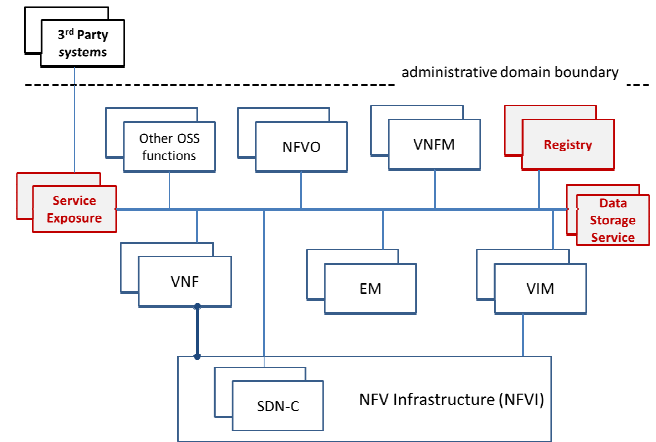 3rd Party
systems
administrative domain boundary
Other OSS
functions
NFVO
VNFM
Registry
Service
Exposure
Data
Storage
Service
VNF
EM
VIM
SDN-C
NFV Infrastructure (NFVI)